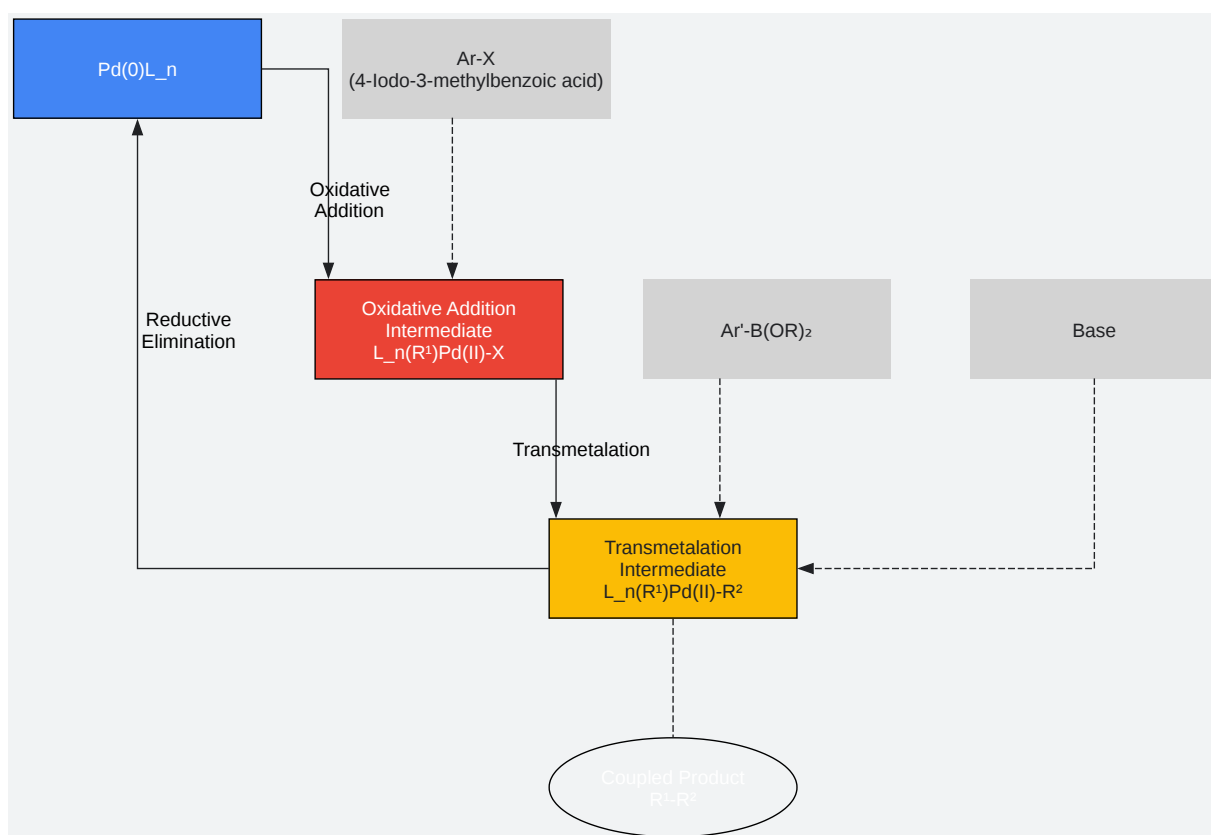 Pd(0)L_n
Ar-X
(4-Iodo-3-methylbenzoic acid)
Oxidative
Addition
Oxidative Addition
Intermediate
L_n(R¹)Pd(II)-X
Reductive
Elimination
Ar'-B(OR)₂
Base
Transmetalation
Transmetalation
Intermediate
L_n(R¹)Pd(II)-R²
Coupled Product
R¹-R²